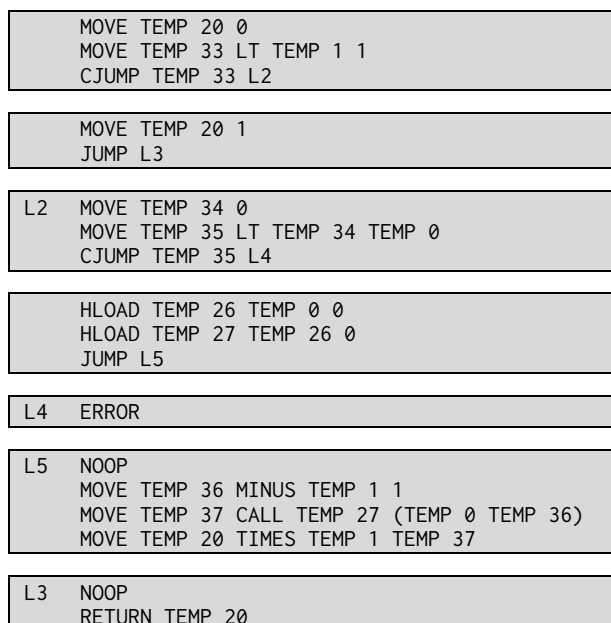 MOVE TEMP 20 0
MOVE TEMP 33 LT TEMP 1 1
CJUMP TEMP 33 L2
MOVE TEMP 20 1
JUMP L3
L2 MOVE TEMP 34 0
MOVE TEMP 35 LT TEMP 34 TEMP 0
CJUMP TEMP 35 L4
HLOAD TEMP 26 TEMP 0 0
HLOAD TEMP 27 TEMP 26 0
JUMP L5
L4 ERROR
L5 NOOP
MOVE TEMP 36 MINUS TEMP 1 1
MOVE TEMP 37 CALL TEMP 27 (TEMP 0 TEMP 36)
MOVE TEMP 20 TIMES TEMP 1 TEMP 37
L3 NOOP
RETURN TEMP 20